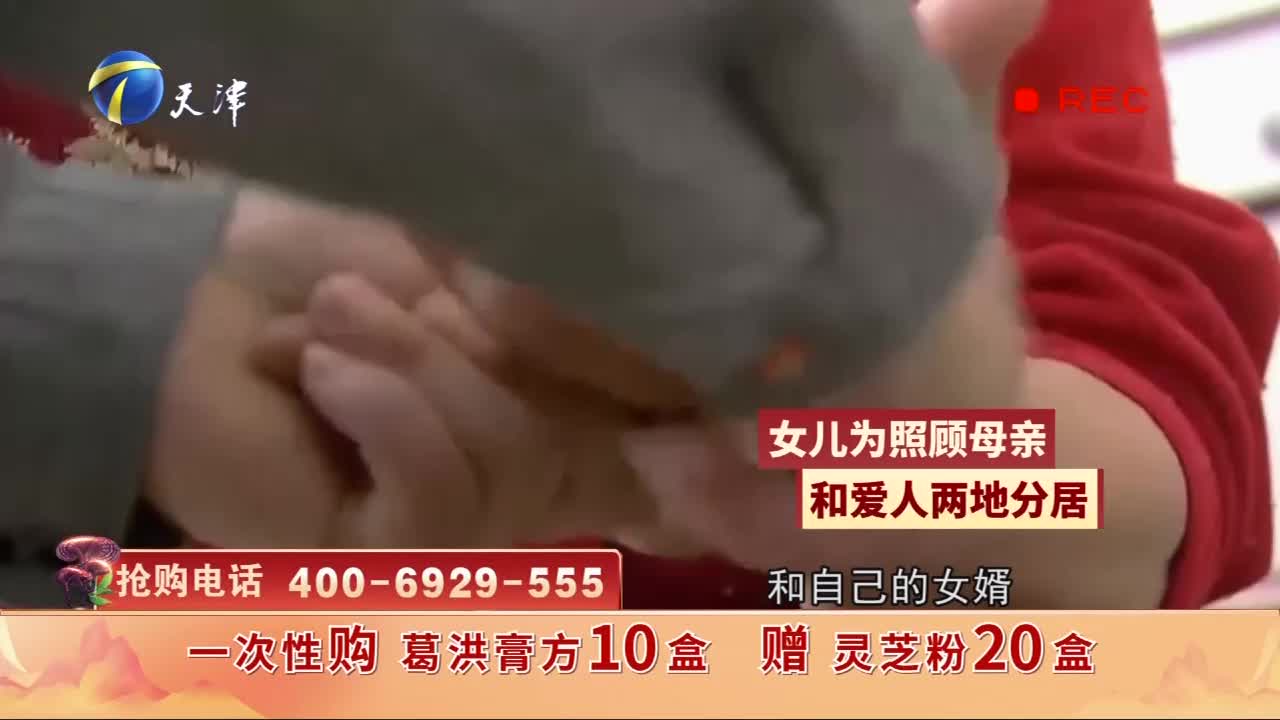 天津
REC
女儿为照顾母亲
和爱人两地分居
抢购电话 400-6929-555
和自己的女婿
一次性购 葛洪膏方10盒 赠 灵芝粉20盒